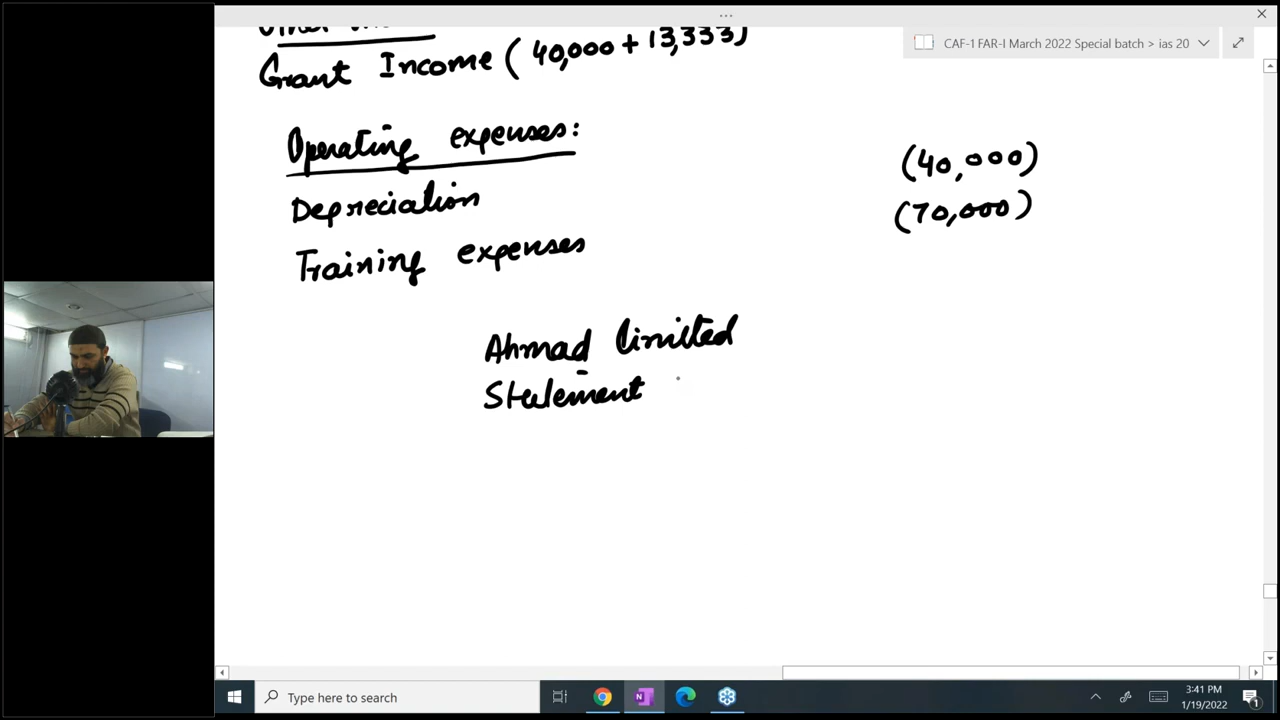 CAF-1 FAR-I March 2022 Special batch > ias 20
Grant Income (40,000 + 13,333)
Operating expenses:
Depreciation (40,000)
Training expenses (70,000)
Ahmad limited
Statement
Type here to search
3:41 PM
1/19/2022
1